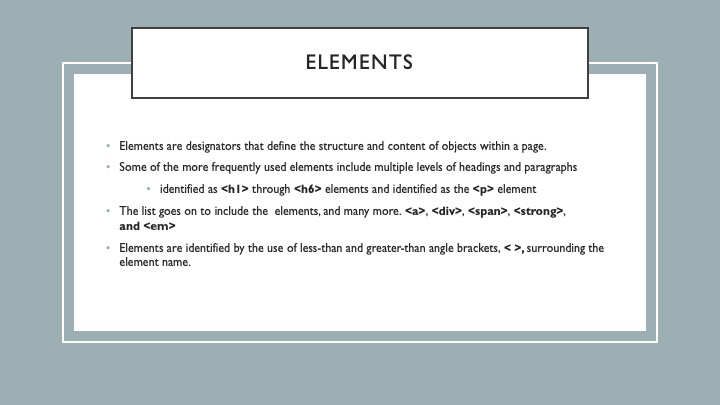 ELEMENTS
• Elements are designators that define the structure and content of objects within a page.
• Some of the more frequently used elements include multiple levels of headings and paragraphs
• identified as <h1> through <h6> elements and identified as the <p> element
• The list goes on to include the  elements, and many more. <a>, <div>, <span>, <strong>,
and <em>
• Elements are identified by the use of less-than and greater-than angle brackets, < >, surrounding the
element name.